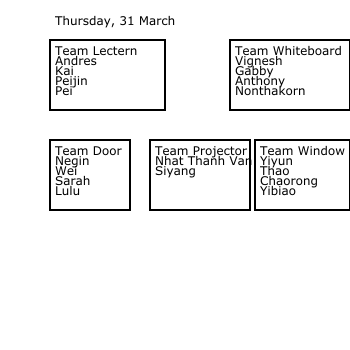 Thursday, 31 March
Team Lectern
Andres
Kai
Peijin
Pei
Team Whiteboard
Vignesh
Gabby
Anthony
Nonthakorn
Team Door
Negin
Wei
Sarah
Lulu
Team Projector
Nhat Thanh Van
Siyang
Team Window
Yiyun
Thao
Chaorong
Yibiao